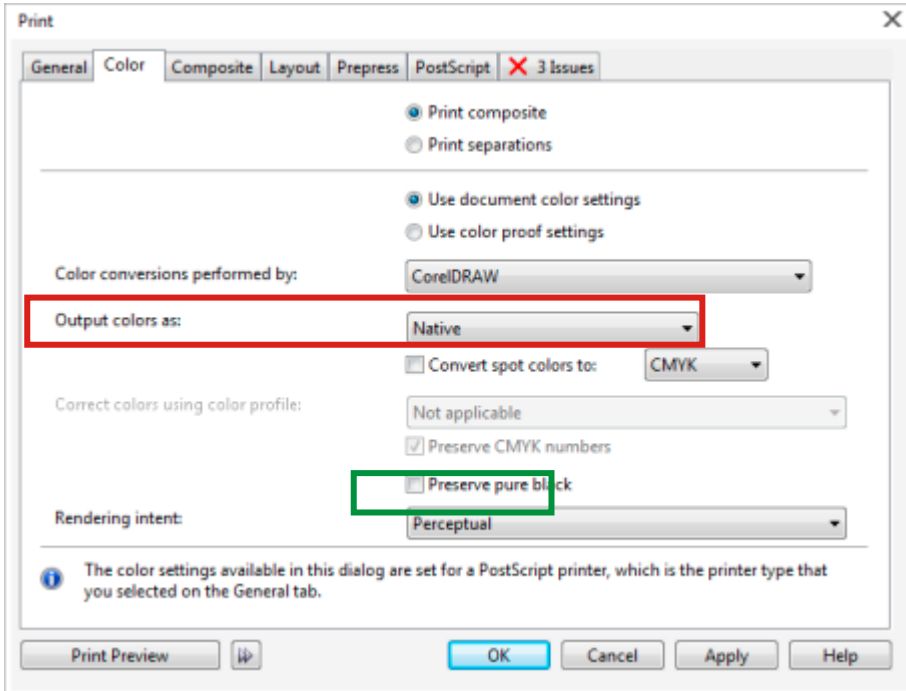 Print
General Color Composite Layout Prepress PostScript 3 Issues
Print composite
Print separations
Use document color settings
Use color proof settings
Color conversions performed by: CorelDRAW
Output colors as: Native
Convert spot colors to: CMYK
Correct colors using color profile: Not applicable
Preserve CMYK numbers
Preserve pure black
Rendering intent: Perceptual
The color settings available in this dialog are set for a PostScript printer, which is the printer type that
you selected on the General tab.
Print Preview OK Cancel Apply Help